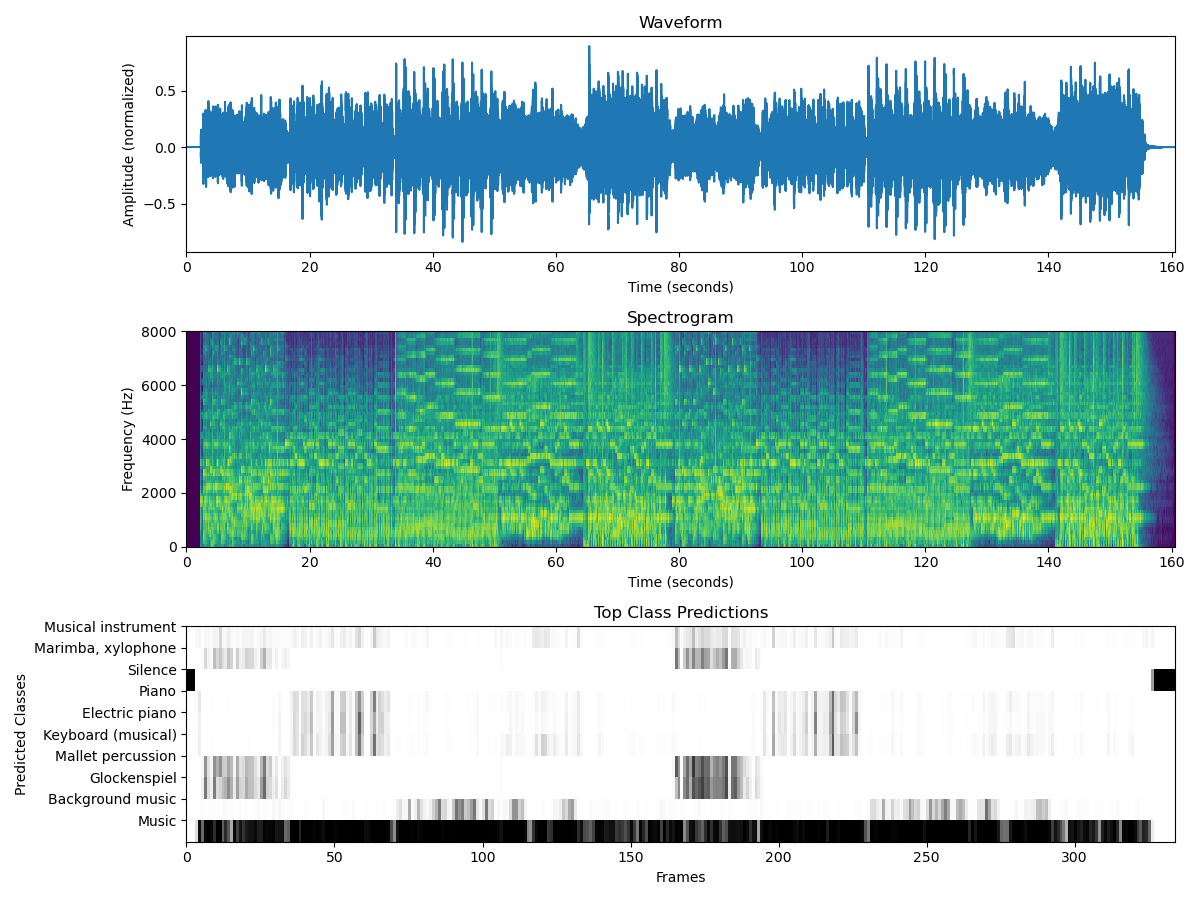 Waveform
Amplitude (normalized)
0.5
0.0
−0.5
0 20 40 60 80 100 120 140 160
Time (seconds)
Spectrogram
Frequency (Hz)
8000
6000
4000
2000
0
0 20 40 60 80 100 120 140 160
Time (seconds)
Top Class Predictions
Predicted Classes
Musical instrument
Marimba, xylophone
Silence
Piano
Electric piano
Keyboard (musical)
Mallet percussion
Glockenspiel
Background music
Music
0 50 100 150 200 250 300
Frames